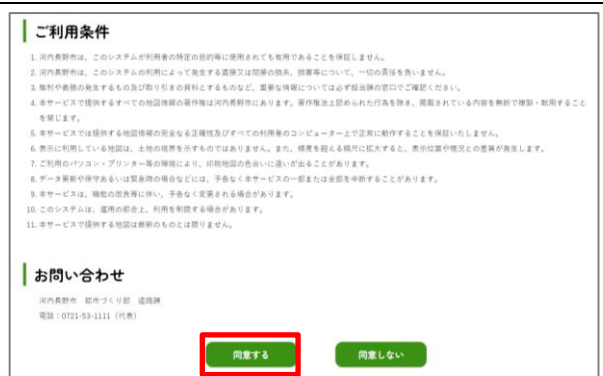 ご利用条件
1. 河内長野市は、このシステムが利用者の特定の目的等に使用されても有用であることを保証しません。
2. 河内長野市は、このシステムの利用によって発生する直接又は間接の損失、損害等について、一切の責任を負いません。
3. 権利や義務の発生するもの及び取り引きの資料とするものなど、重要な情報については必ず担当課の窓口でご確認ください。
4. 本サービスで提供するすべての地図情報の著作権は河内長野市にあります。著作権法上認められた行為を除き、掲載されている内容を無断で複製・転用すること
を禁じます。
5. 本サービスでは提供する地図情報の完全なる正確性及びすべての利用者のコンピューター上で正常に動作することを保証いたしません。
6. 表示に利用している地図は、土地の境界を示すものではありません。また、精度を超える縮尺に拡大すると、表示位置や現況との差異が発生します。
7. ご利用のパソコン・プリンター等の環境により、印刷地図の色合いに違いが出ることがあります。
8. データ更新や保守あるいは緊急時の場合などには、予告なく本サービスの一部または全部を中断することがあります。
9. 本サービスは、機能の改良等に伴い、予告なく変更される場合があります。
10. このシステムは、運用の都合上、利用を制限する場合があります。
11. 本サービスで提供する地図は最新のものとは限りません。
お問い合わせ
河内長野市 都市づくり部 道路課
電話：0721-53-1111（代表）
同意する
同意しない